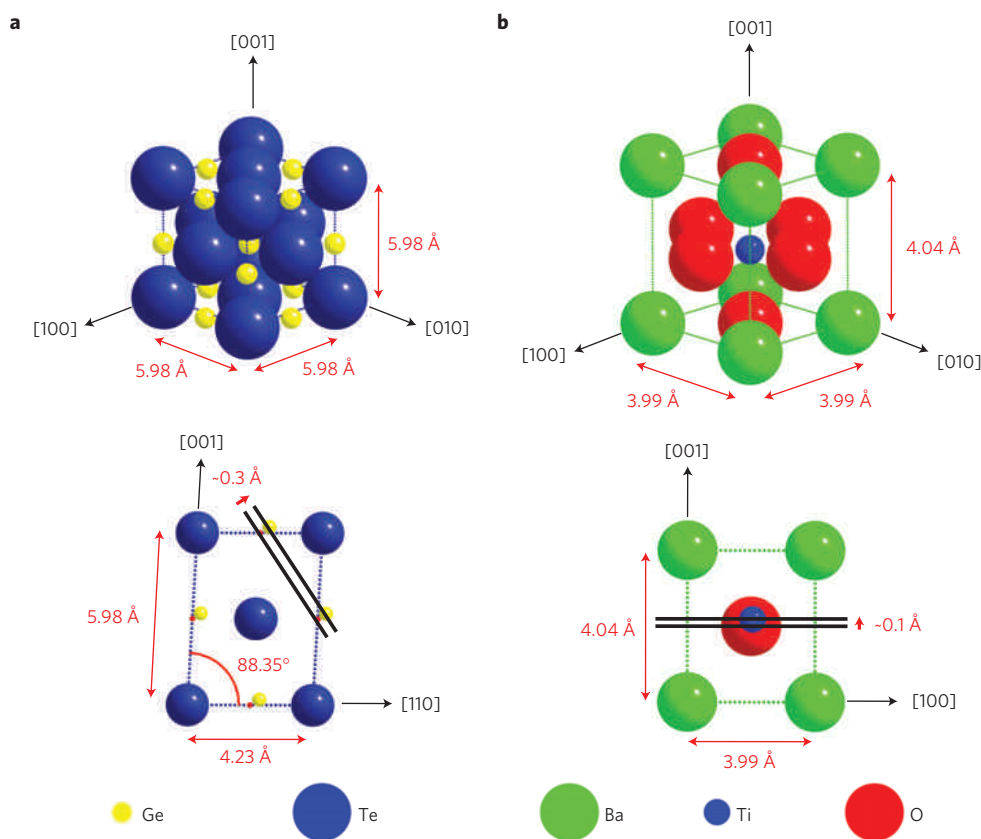 a
[001]
5.98 Å
[100]
[010]
5.98 Å
5.98 Å
[001]
~0.3 Å
5.98 Å
88.35°
[110]
4.23 Å
Ge
Te
b
[001]
4.04 Å
[100]
[010]
3.99 Å
3.99 Å
[001]
4.04 Å
~0.1 Å
[100]
3.99 Å
Ba
Ti
O